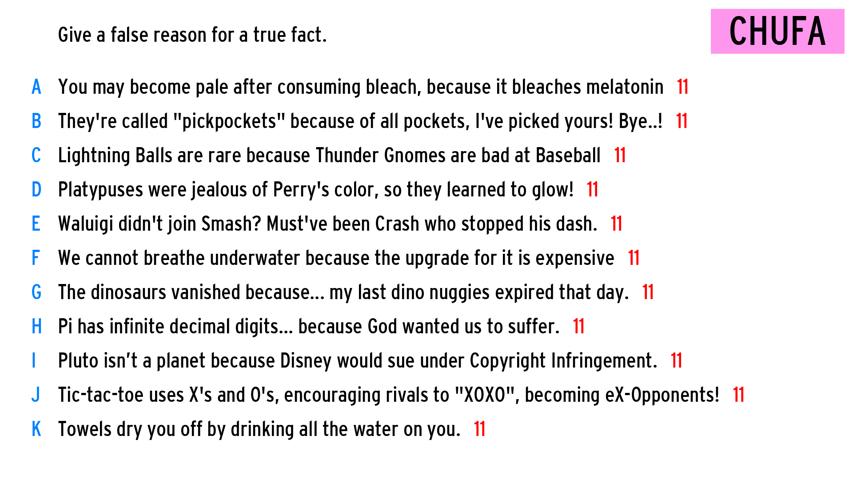 Give a false reason for a true fact.
CHUFA
A You may become pale after consuming bleach, because it bleaches melatonin 11
B They're called "pickpockets" because of all pockets, I've picked yours! Bye..! 11
C Lightning Balls are rare because Thunder Gnomes are bad at Baseball 11
D Platypuses were jealous of Perry's color, so they learned to glow! 11
E Waluigi didn't join Smash? Must've been Crash who stopped his dash. 11
F We cannot breathe underwater because the upgrade for it is expensive 11
G The dinosaurs vanished because... my last dino nuggies expired that day. 11
H Pi has infinite decimal digits... because God wanted us to suffer. 11
I Pluto isn’t a planet because Disney would sue under Copyright Infringement. 11
J Tic-tac-toe uses X's and O's, encouraging rivals to "XOXO", becoming eX-Opponents! 11
K Towels dry you off by drinking all the water on you. 11